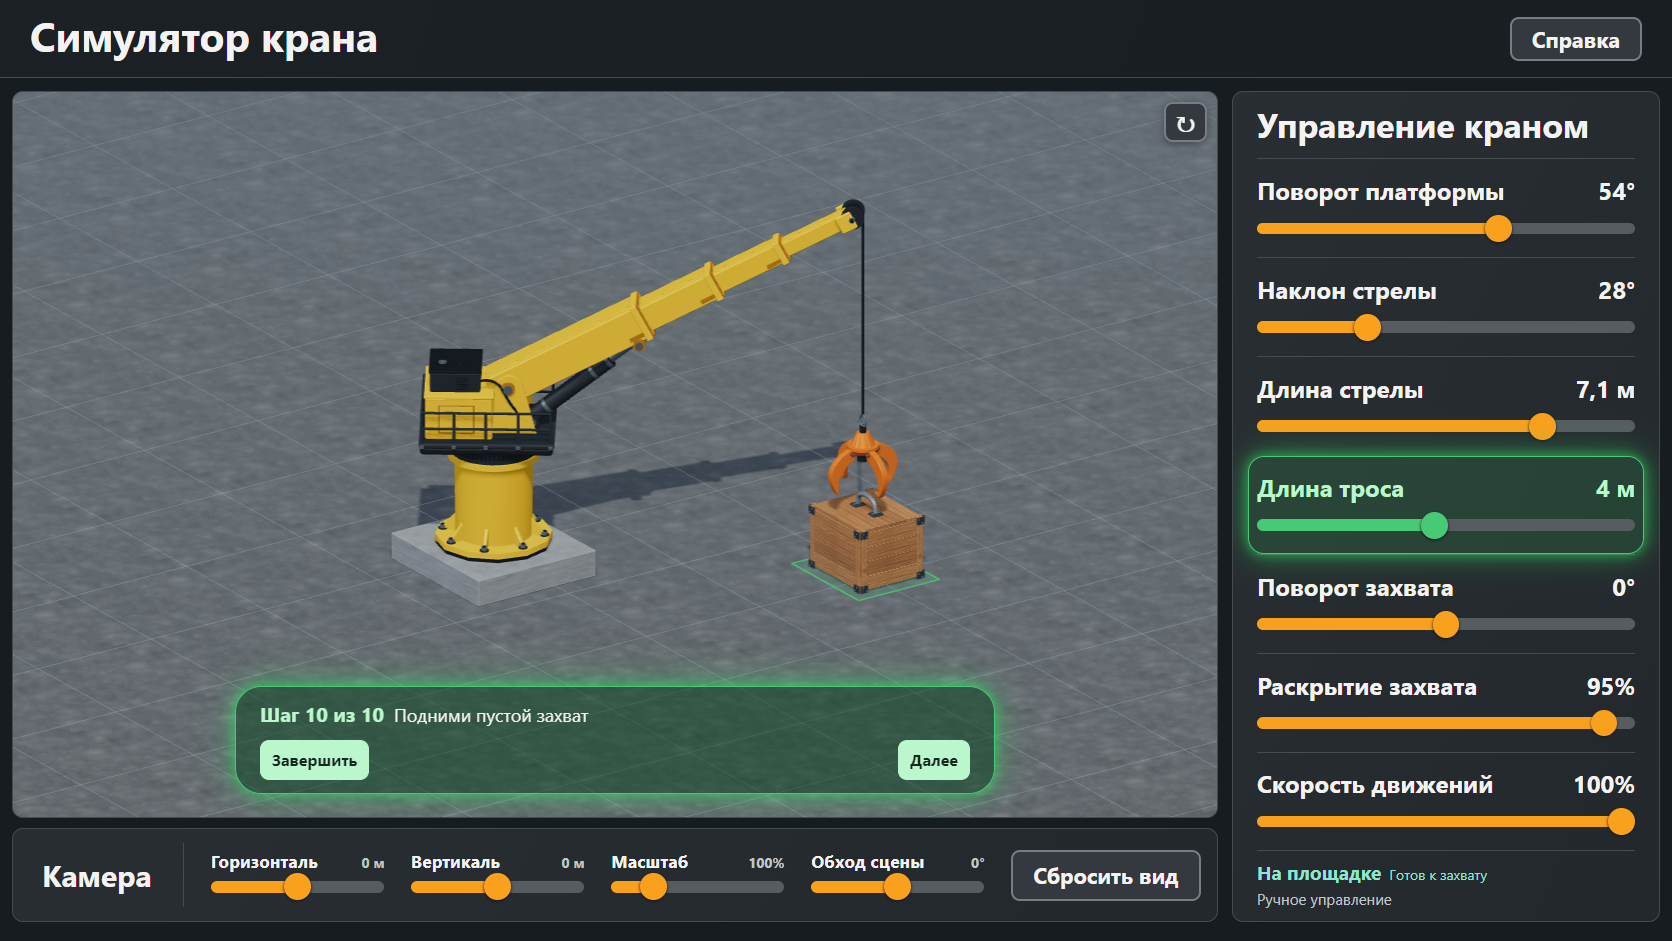 Симулятор крана
Справка
↻
Управление краном
Поворот платформы 54°
Наклон стрелы 28°
Длина стрелы 7,1 м
Длина троса 4 м
Поворот захвата 0°
Раскрытие захвата 95%
Скорость движений 100%
На площадке Готов к захвату
Ручное управление
Шаг 10 из 10 Подними пустой захват
Завершить Далее
Камера
Горизонталь 0 м
Вертикаль 0 м
Масштаб 100%
Обход сцены 0°
Сбросить вид